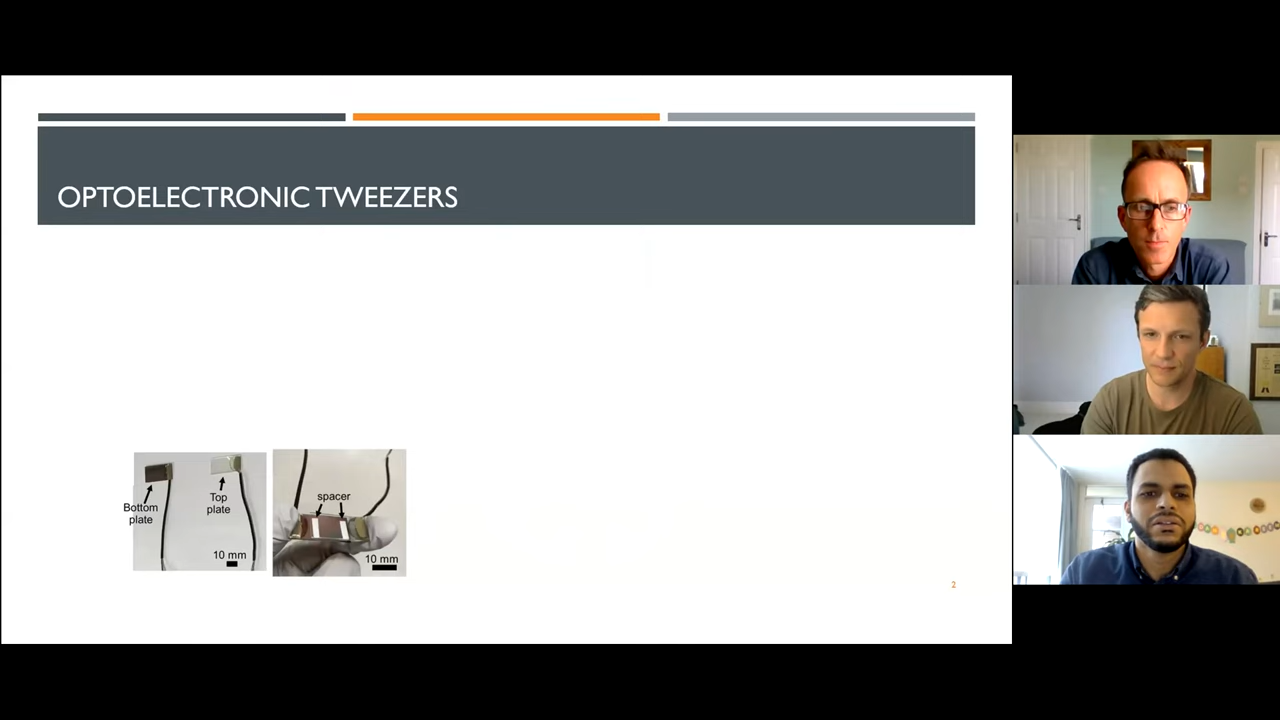 OPTOELECTRONIC TWEEZERS
Bottom
plate
Top
plate
10 mm
spacer
10 mm
2